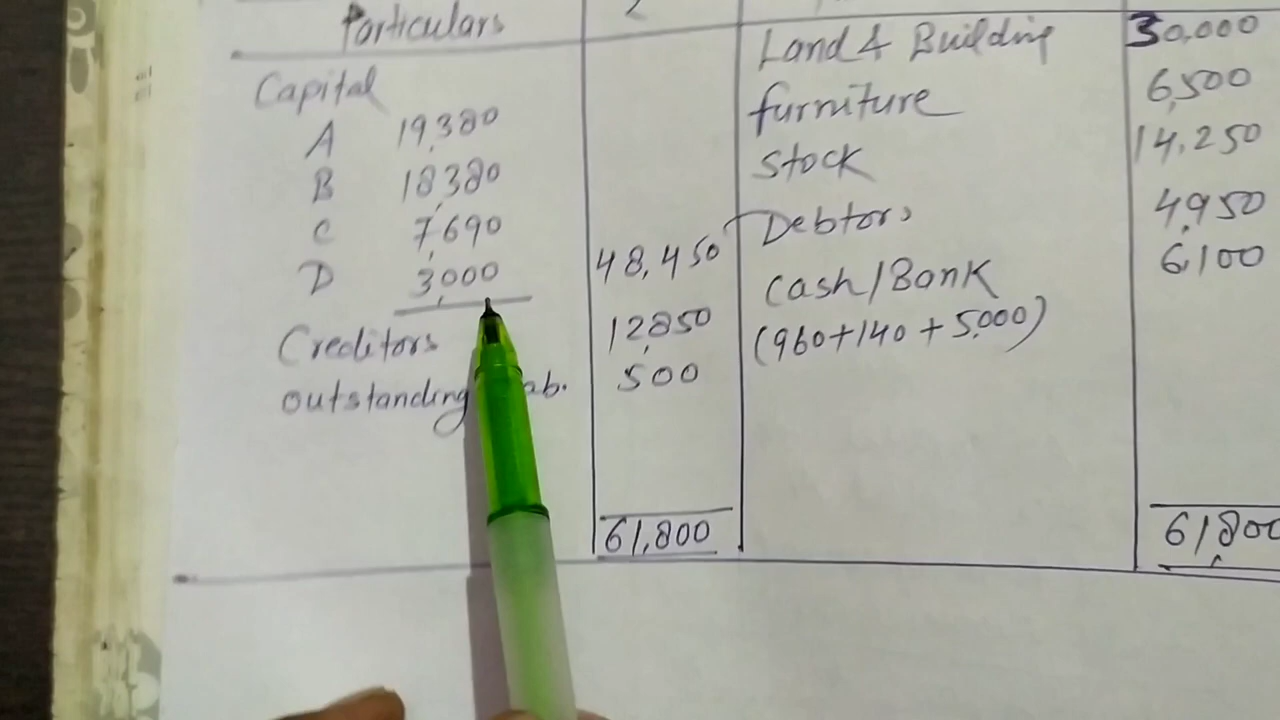 Particulars
Capital
A 19,380
B 18,380
C 7,690
D 3,000 48,450
Creditors 12,850
outstanding ab. 500
61,800
Land & Building 30,000
furniture 6,500
Stock 14,250
Debtors 4,950
Cash/Bank 6,100
(960+140+5,000)
61,800